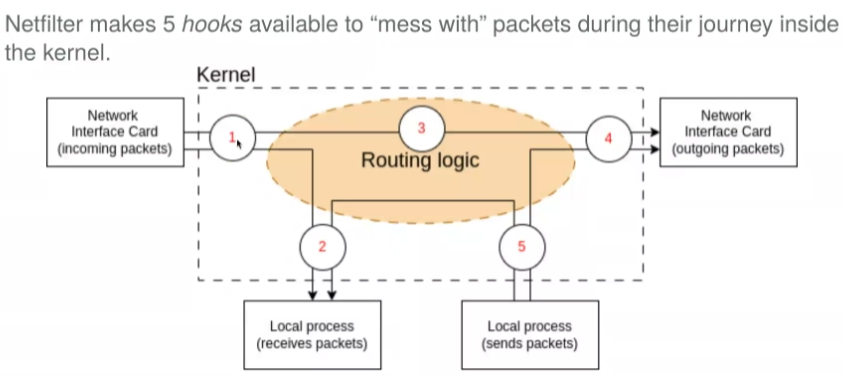 Netfilter makes 5 hooks available to “mess with” packets during their journey inside
the kernel.
Kernel
Network
Interface Card
(incoming packets)
1
3
4
Network
Interface Card
(outgoing packets)
Routing logic
2
5
Local process
(receives packets)
Local process
(sends packets)